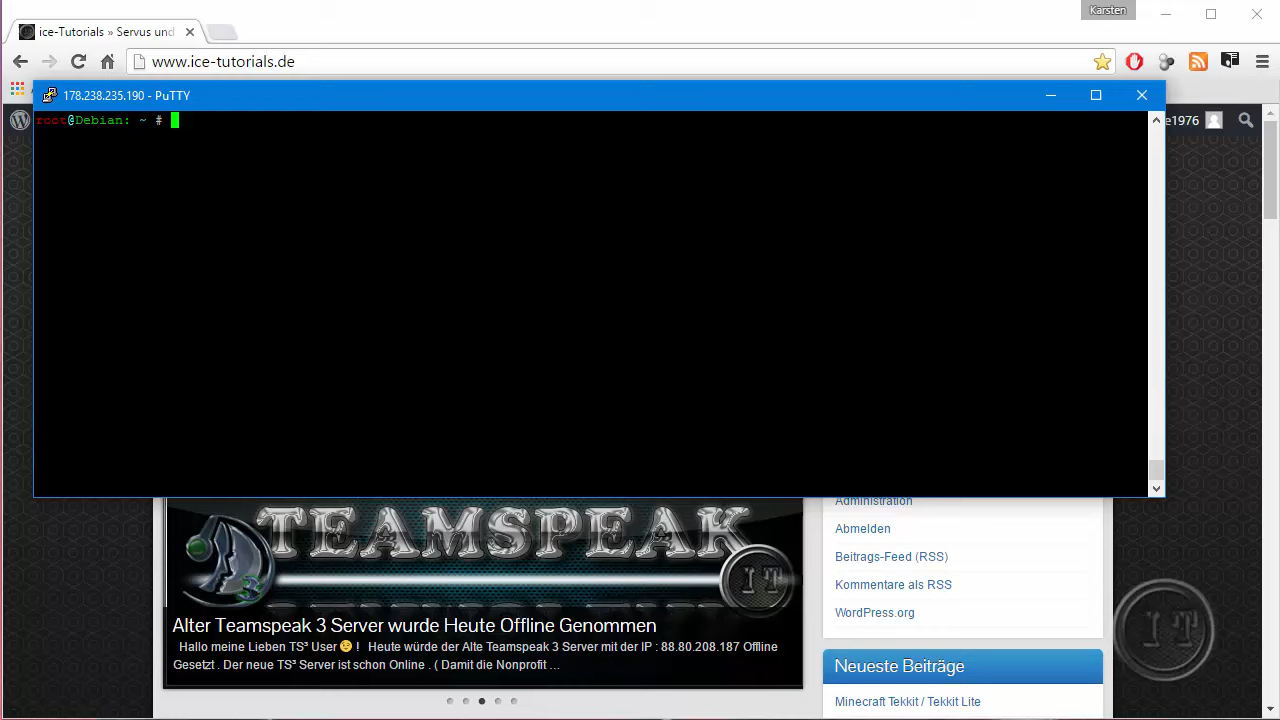 Karsten
ice-Tutorials » Servus und
www.ice-tutorials.de
178.238.235.190 - PuTTY
e1976
root@Debian: ~ #
TEAMSPEAK
3
IT
Alter Teamspeak 3 Server wurde Heute Offline Genommen
Hallo meine Lieben TS³ User ! Heute würde der Alte Teamspeak 3 Server mit der IP : 88.80.208.187 Offline
Gesetzt . Der neue TS³ Server ist schon Online . ( Damit die Nonprofit ...
Administration
Abmelden
Beitrags-Feed (RSS)
Kommentare als RSS
WordPress.org
Neueste Beiträge
Minecraft Tekkit / Tekkit Lite
IT